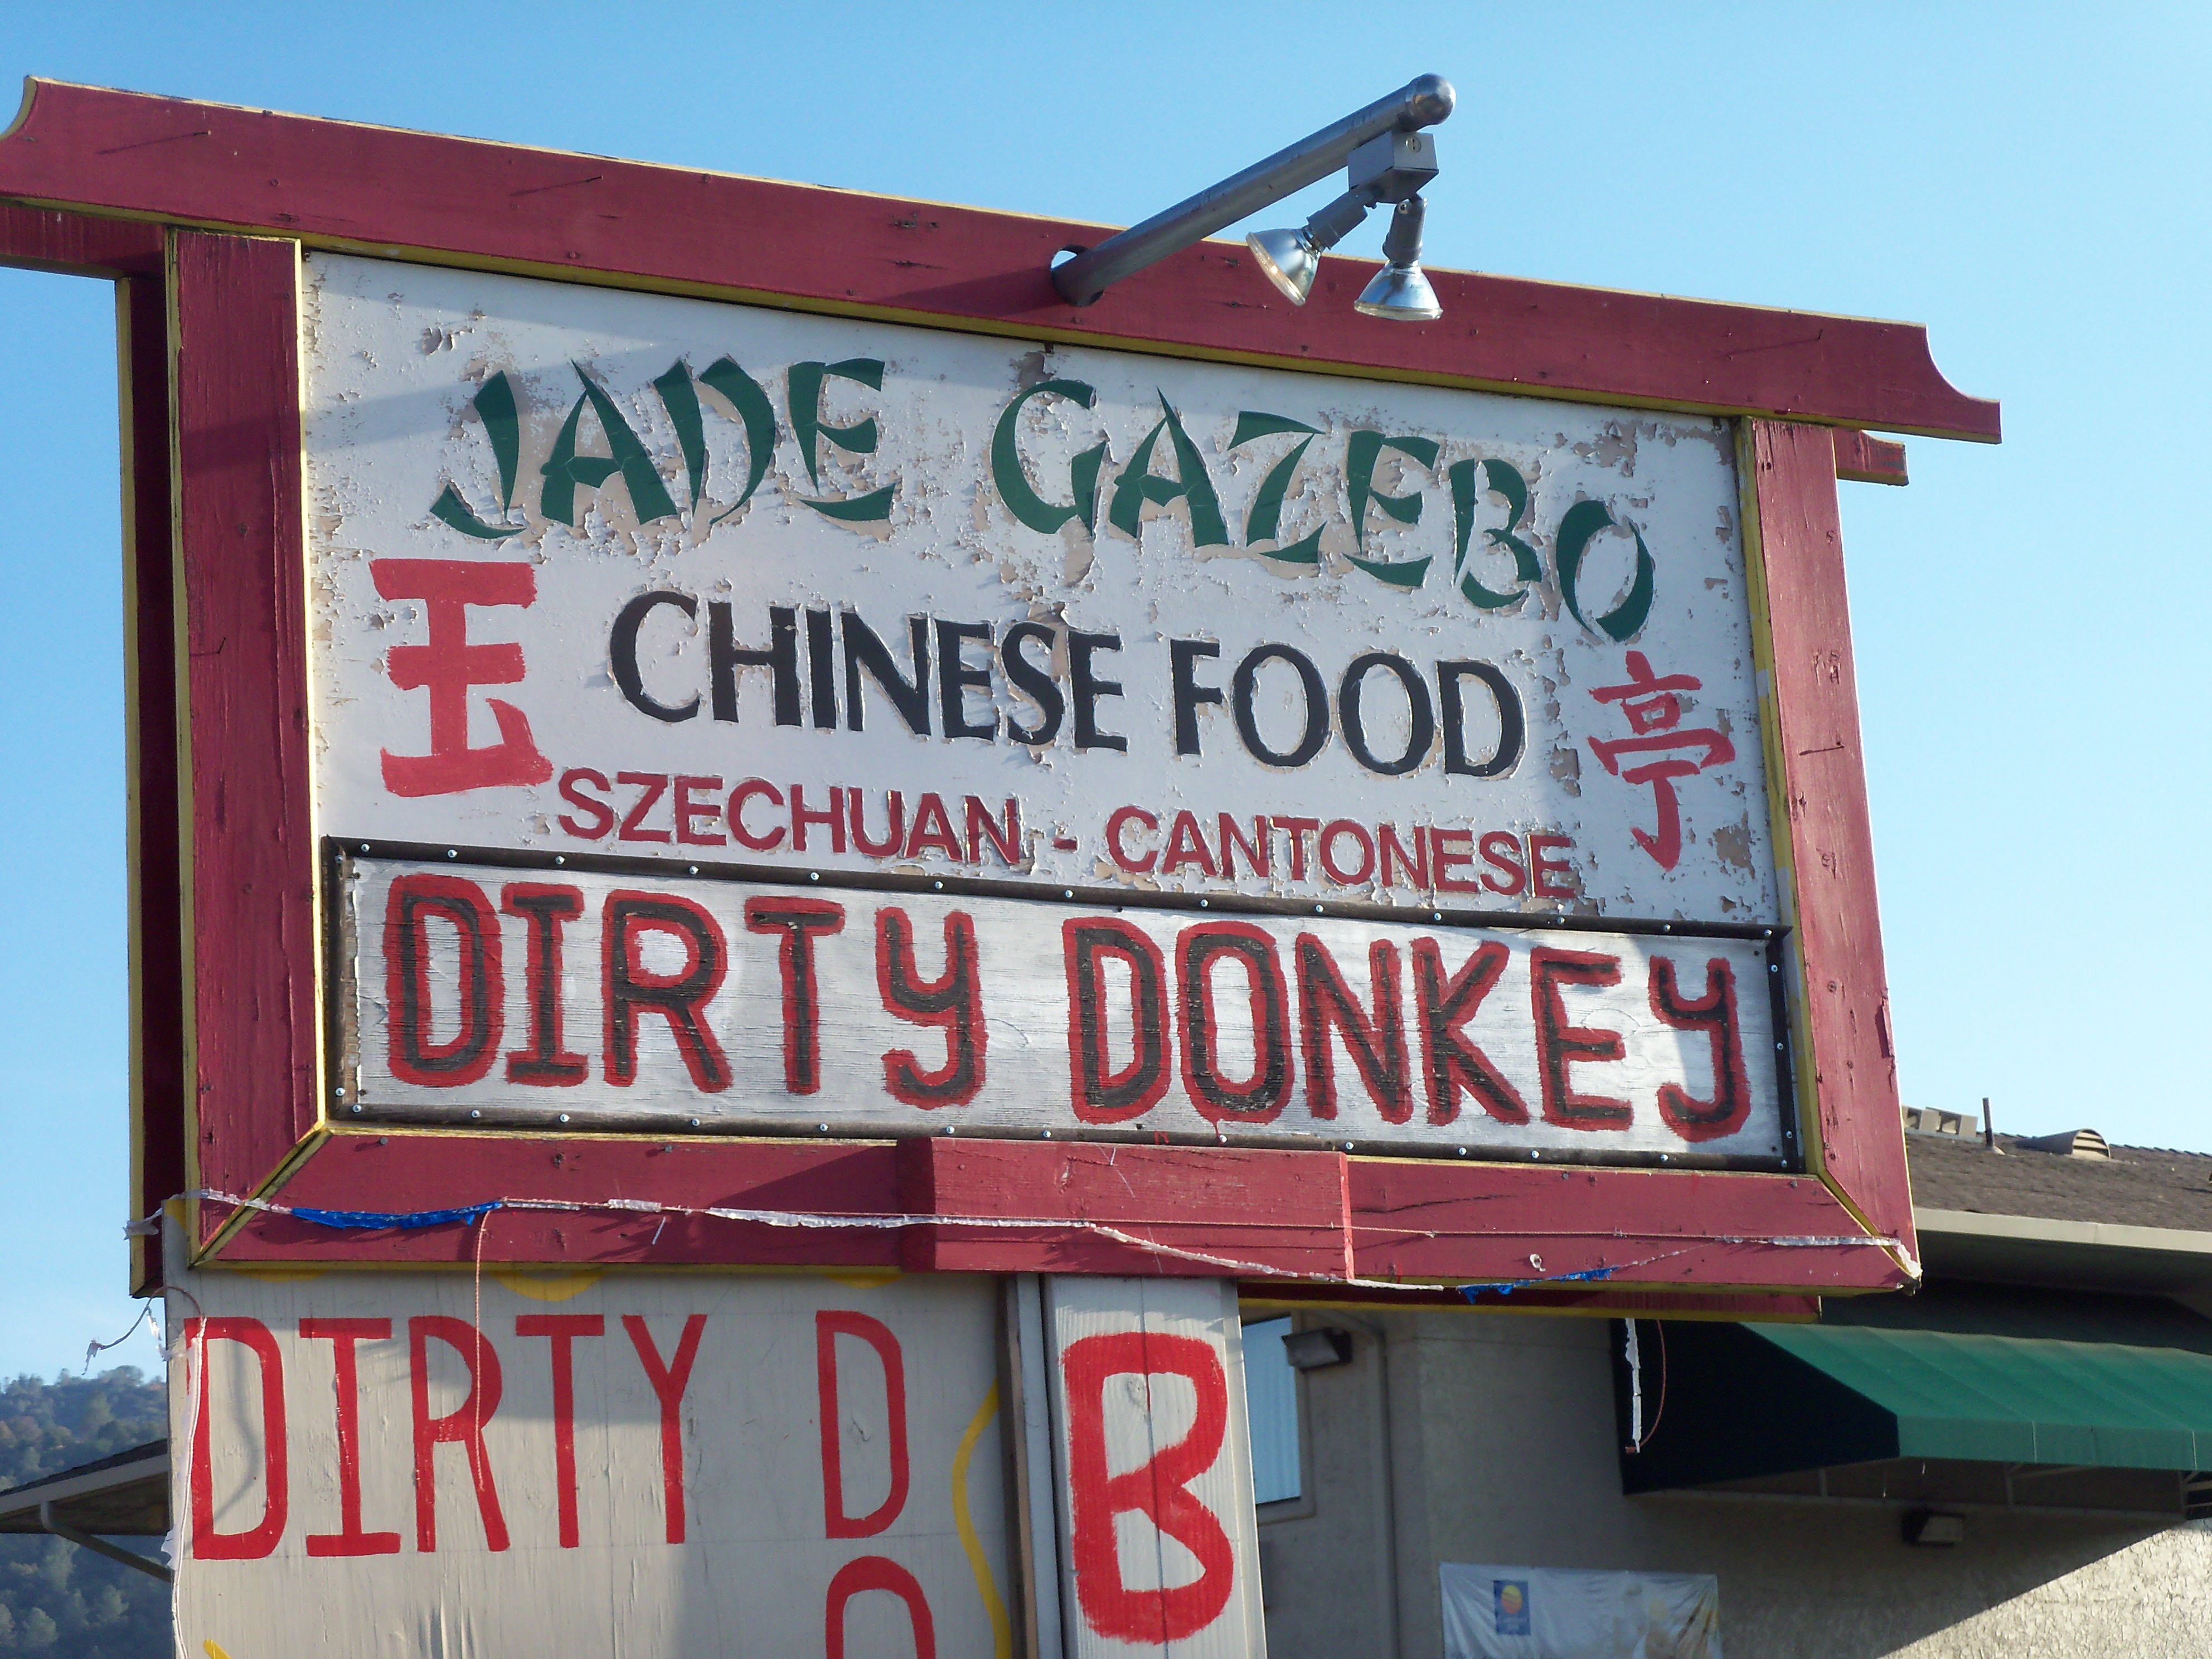 JADE GAZEBO
玉 CHINESE FOOD 亭
SZECHUAN - CANTONESE
DIRTY DONKEY
DIRTY D
O
B